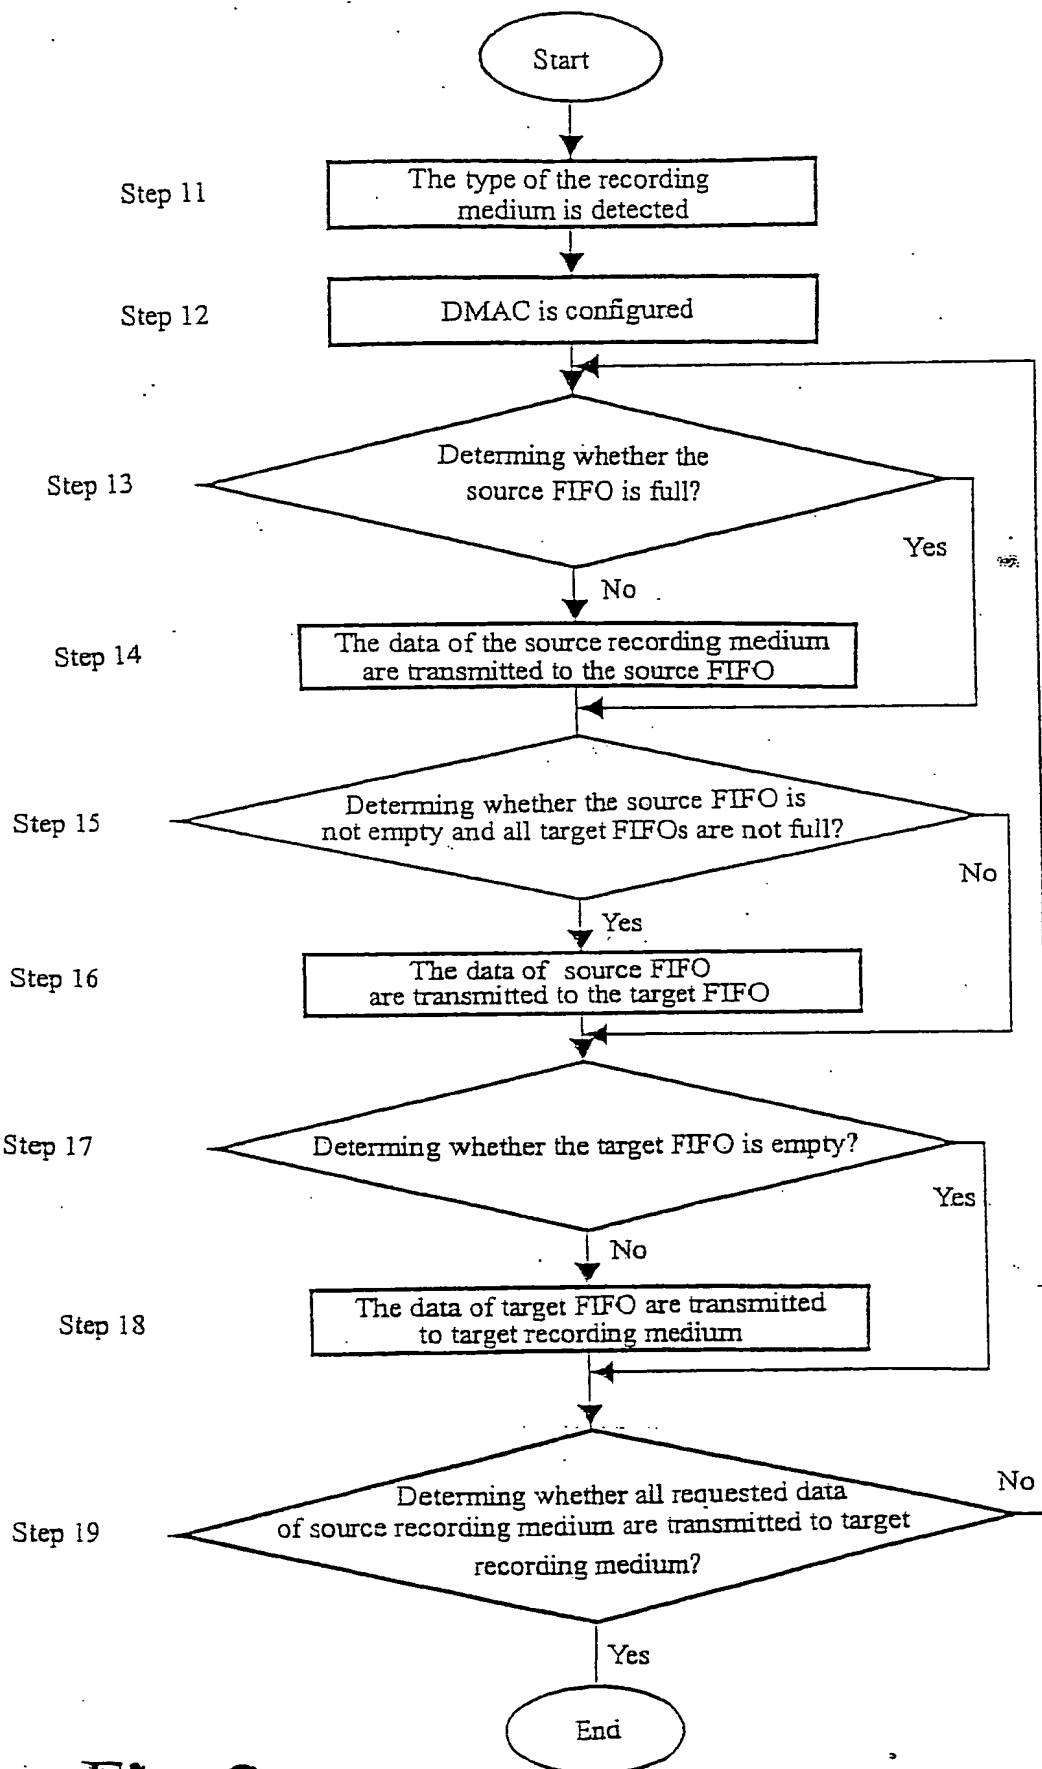 Start
Step 11
The type of the recording
medium is detected
Step 12
DMAC is configured
Step 13
Determing whether the
source FIFO is full?
Yes
No
Step 14
The data of the source recording medium
are transmitted to the source FIFO
Step 15
Determing whether the source FIFO is
not empty and all target FIFOs are not full?
No
Yes
Step 16
The data of source FIFO
are transmitted to the target FIFO
Step 17
Determing whether the target FIFO is empty?
Yes
No
Step 18
The data of target FIFO are transmitted
to target recording medium
Step 19
Determing whether all requested data
of source recording medium are transmitted to target
recording medium?
No
Yes
End